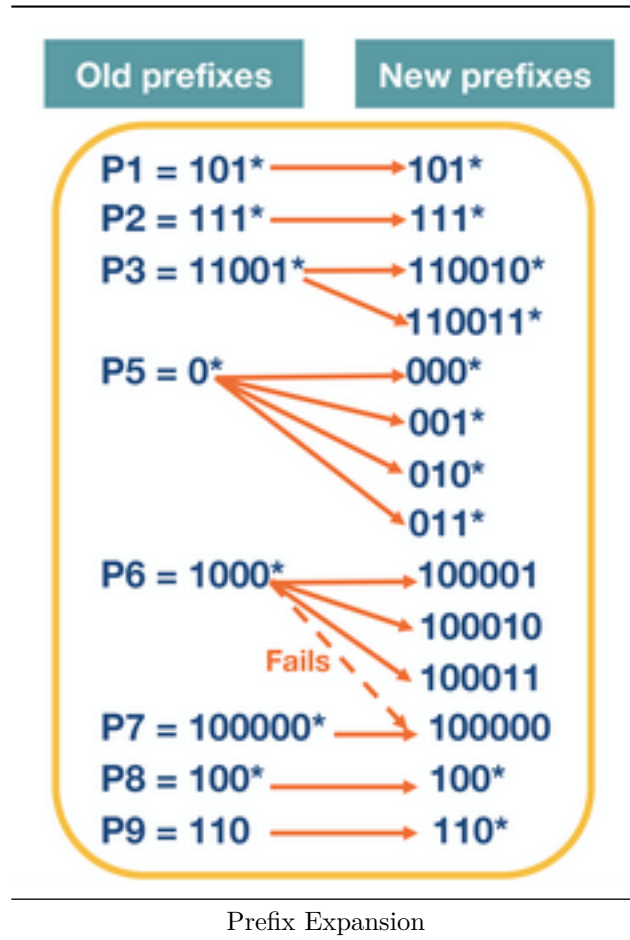 Old prefixes New prefixes
P1 = 101* 101*
P2 = 111* 111*
P3 = 11001* 110010*
110011*
P5 = 0* 000*
001*
010*
011*
P6 = 1000* 100001
100010
Fails
100011
P7 = 100000* 100000
P8 = 100* 100*
P9 = 110 110*
Prefix Expansion